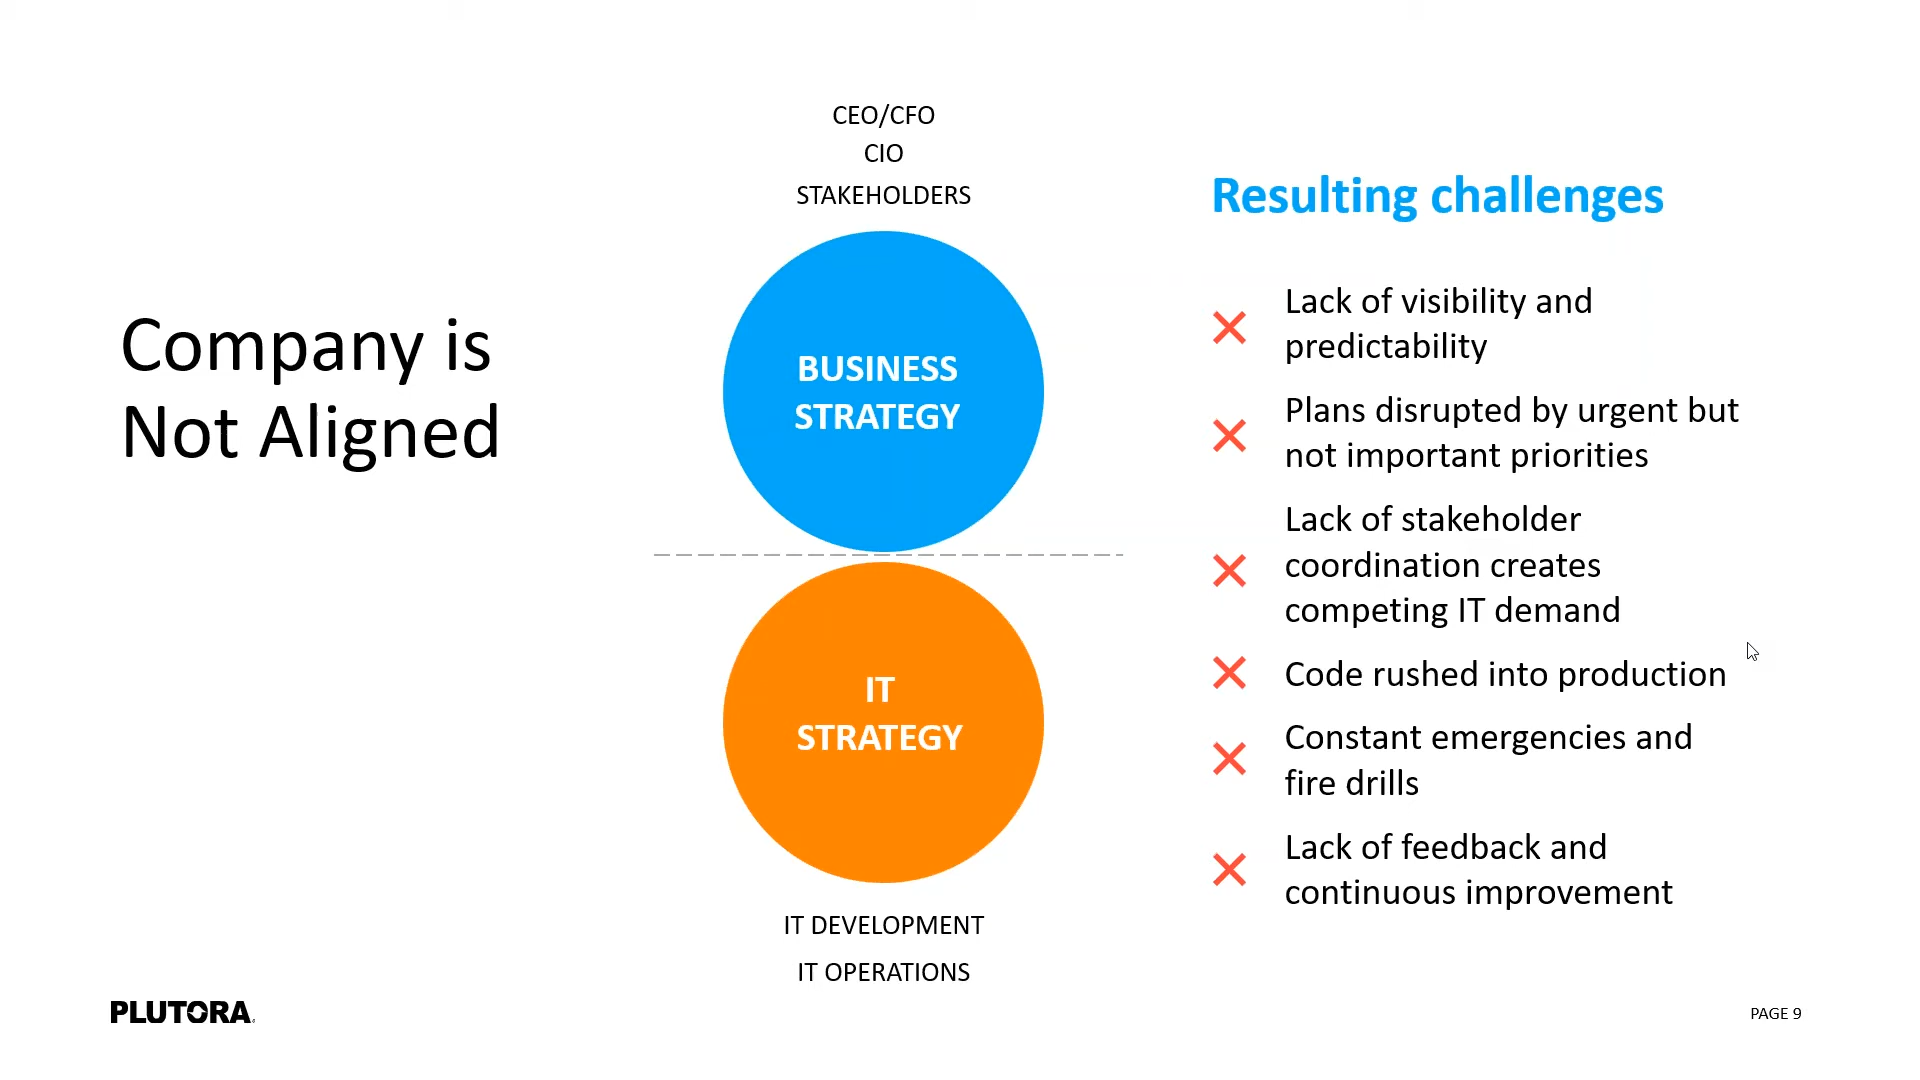 Company is
Not Aligned
CEO/CFO
CIO
STAKEHOLDERS
BUSINESS
STRATEGY
IT
STRATEGY
IT DEVELOPMENT
IT OPERATIONS
Resulting challenges
Lack of visibility and
predictability
Plans disrupted by urgent but
not important priorities
Lack of stakeholder
coordination creates
competing IT demand
Code rushed into production
Constant emergencies and
fire drills
Lack of feedback and
continuous improvement
PLUTORA
PAGE 9